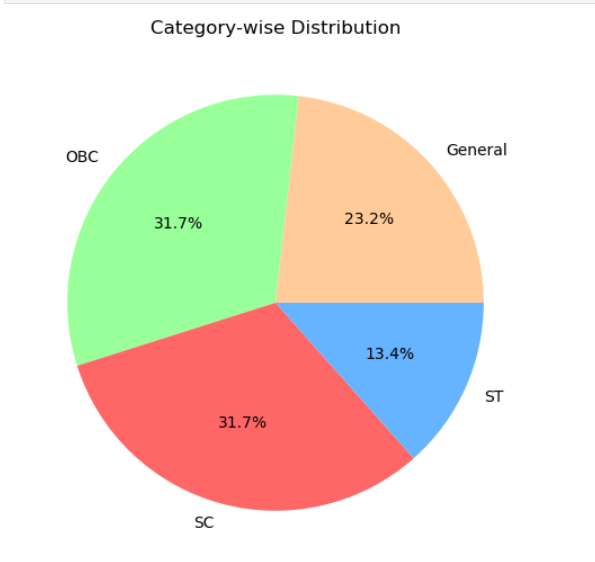 Category-wise Distribution
General
OBC
23.2%
31.7%
13.4%
ST
31.7%
SC